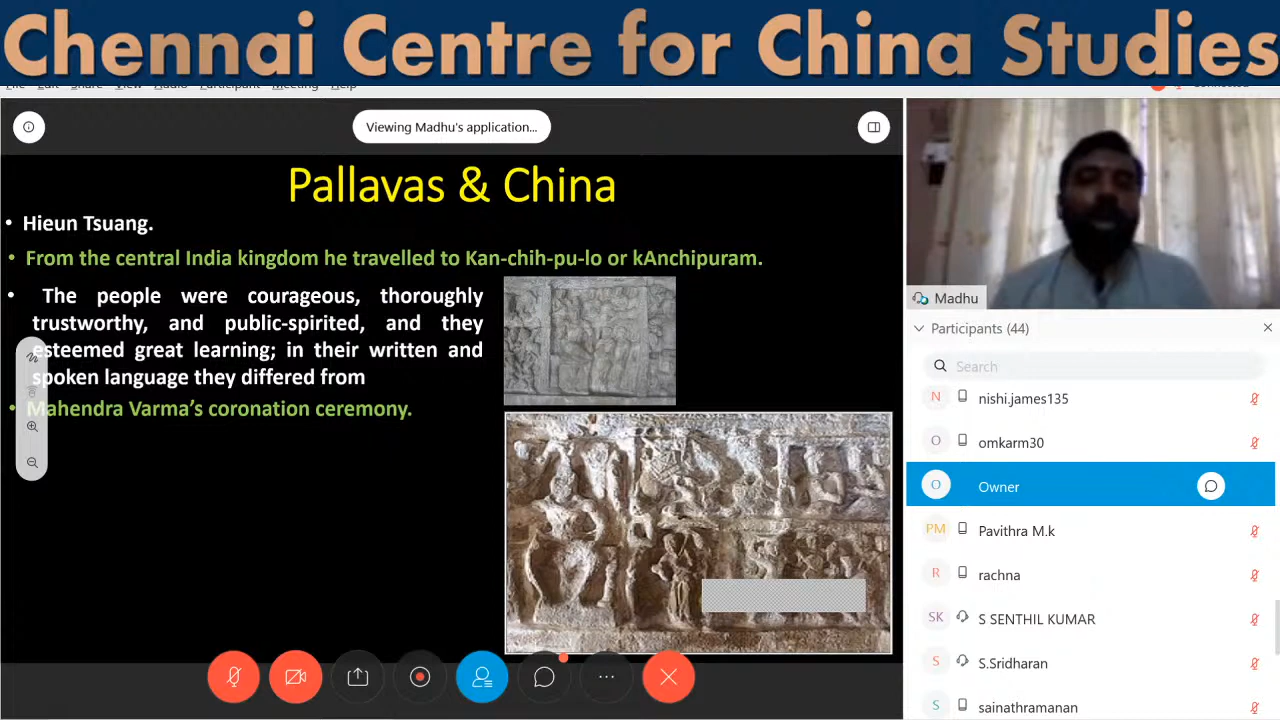 Chennai Centre for China Studies
File Edit Share View Audio Participant Meeting Help
Connected
Viewing Madhu's application...
Pallavas & China
• Hieun Tsuang.
• From the central India kingdom he travelled to Kan-chih-pu-lo or kAnchipuram.
• The people were courageous, thoroughly
trustworthy, and public-spirited, and they
esteemed great learning; in their written and
spoken language they differed from
• Mahendra Varma's coronation ceremony.
Madhu
Participants (44)
Search
N nishi.james135
O omkarm30
O Owner
PM Pavithra M.k
R rachna
SK S SENTHIL KUMAR
S S.Sridharan
S sainathramanan